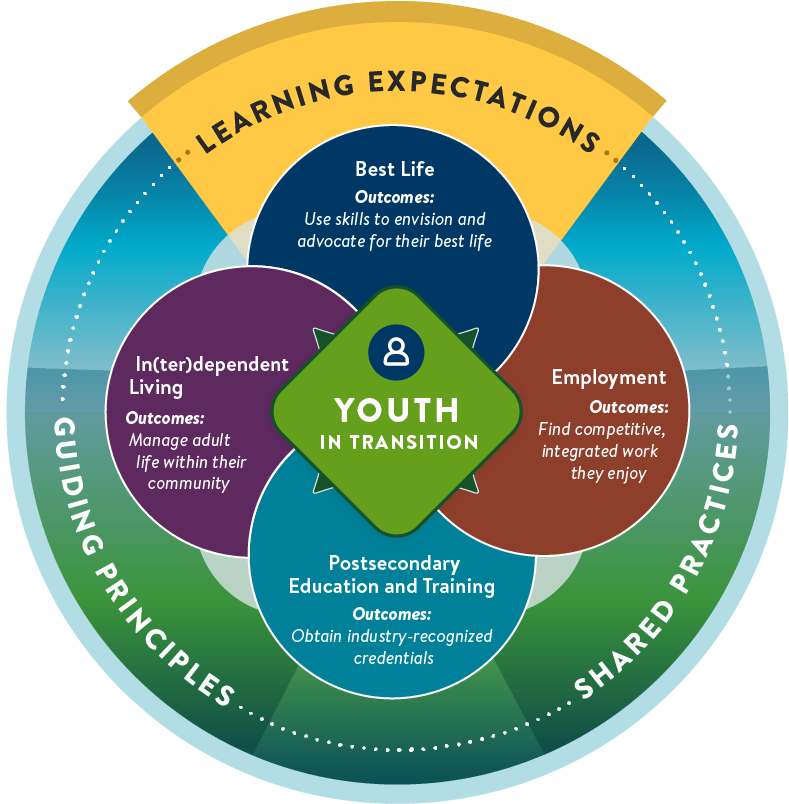 LEARNING EXPECTATIONS
Best Life
Outcomes:
Use skills to envision and
advocate for their best life
In(ter)dependent
Living
Outcomes:
Manage adult
life within their
community
YOUTH
IN TRANSITION
Employment
Outcomes:
Find competitive,
integrated work
they enjoy
Postsecondary
Education and Training
Outcomes:
Obtain industry-recognized
credentials
GUIDING PRINCIPLES
SHARED PRACTICES